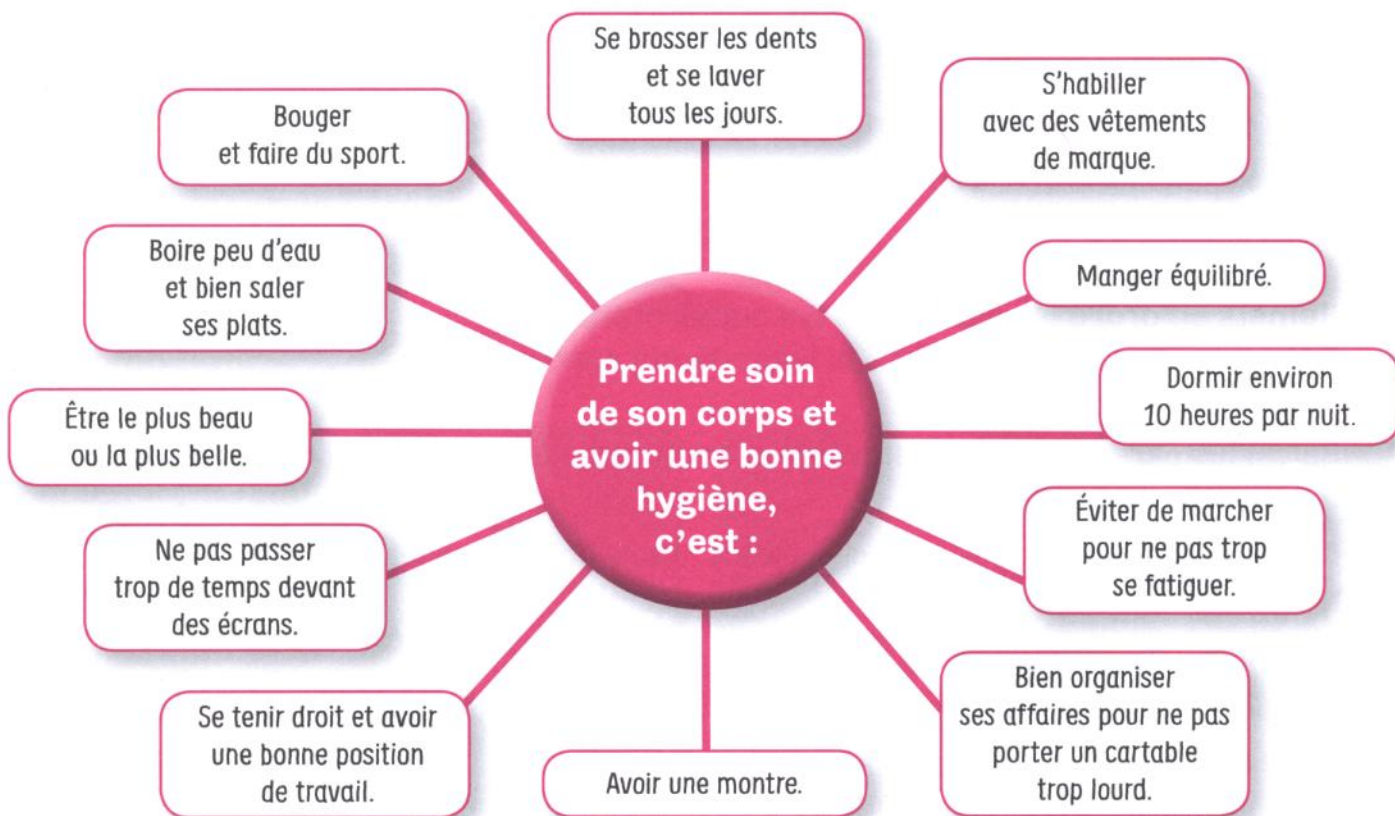 Se brosser les dents
et se laver
tous les jours.
S'habiller
avec des vêtements
de marque.
Manger équilibré.
Dormir environ
10 heures par nuit.
Éviter de marcher
pour ne pas trop
se fatiguer.
Bien organiser
ses affaires pour ne pas
porter un cartable
trop lourd.
Avoir une montre.
Se tenir droit et avoir
une bonne position
de travail.
Ne pas passer
trop de temps devant
des écrans.
Être le plus beau
ou la plus belle.
Boire peu d'eau
et bien saler
ses plats.
Bouger
et faire du sport.
Prendre soin
de son corps et
avoir une bonne
hygiène,
c'est :